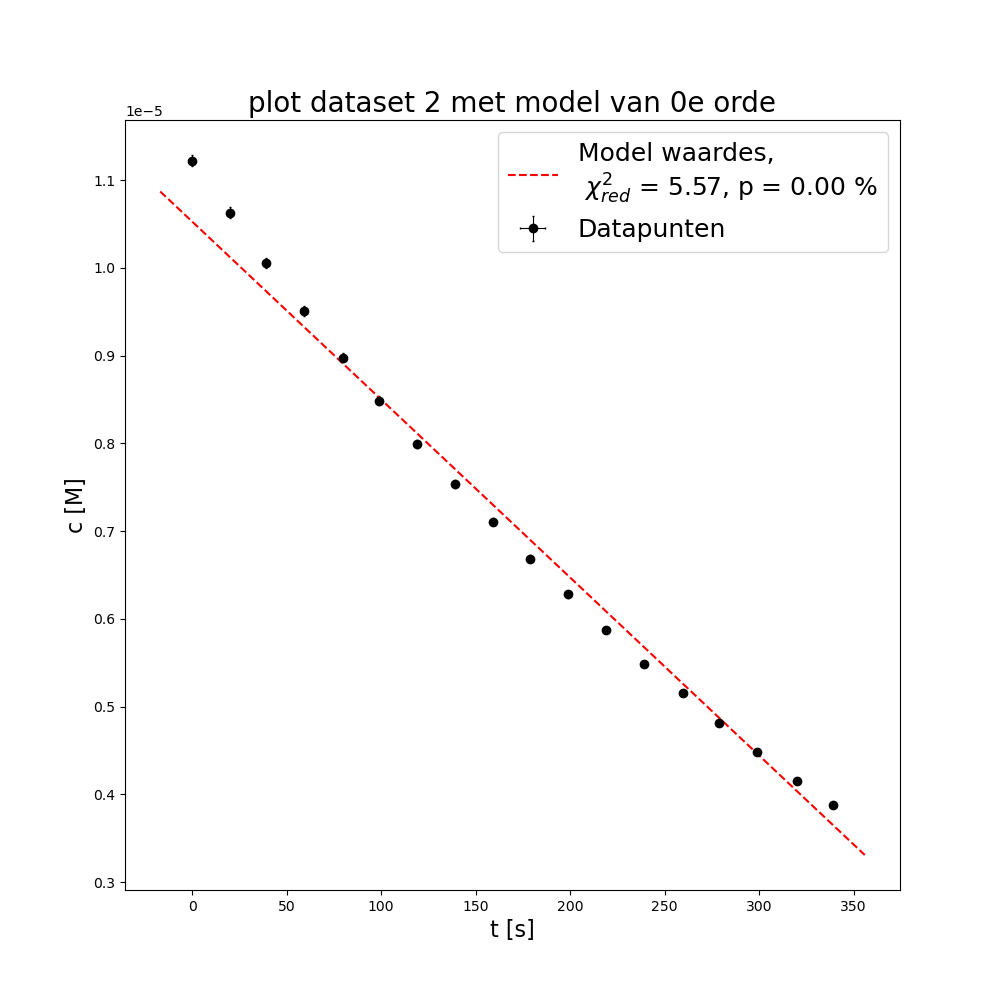 plot dataset 2 met model van 0e orde
1e−5
Model waardes,
χ²red = 5.57, p = 0.00 %
Datapunten
c [M]
1.1
1.0
0.9
0.8
0.7
0.6
0.5
0.4
0.3
0 50 100 150 200 250 300 350
t [s]